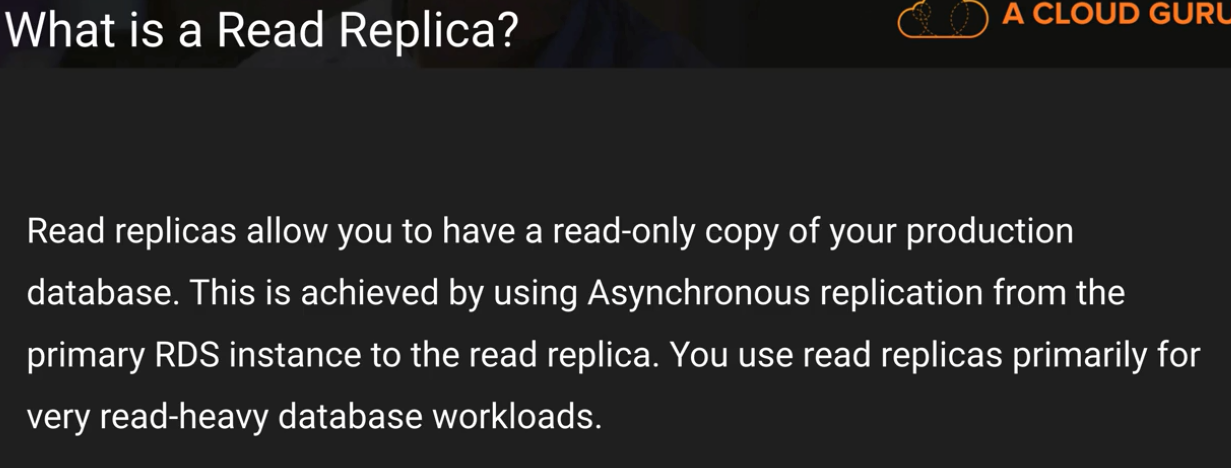 What is a Read Replica?
A CLOUD GURU
Read replicas allow you to have a read-only copy of your production
database. This is achieved by using Asynchronous replication from the
primary RDS instance to the read replica. You use read replicas primarily for
very read-heavy database workloads.